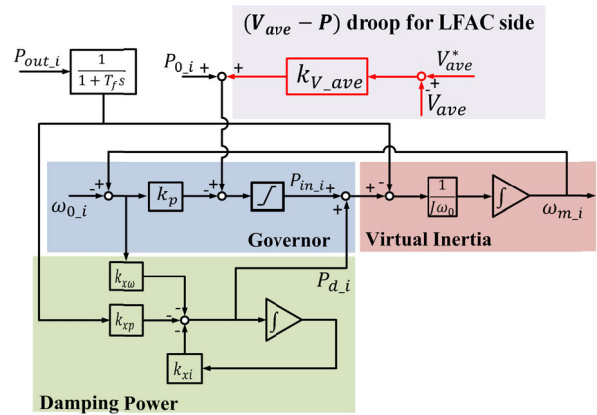 (V_ave − P) droop for LFAC side
P_out_i
1
1 + T_f s
P_0_i
+
+
k_V_ave
V*_ave
+
-
V_ave
-
+
ω_0_i
k_p
-
+
P_in_i
+
+
+
-
1
Jω_0
∫
ω_m_i
Governor
Virtual Inertia
k_xω
P_d_i
k_xp
-
-
-
∫
k_xi
Damping Power